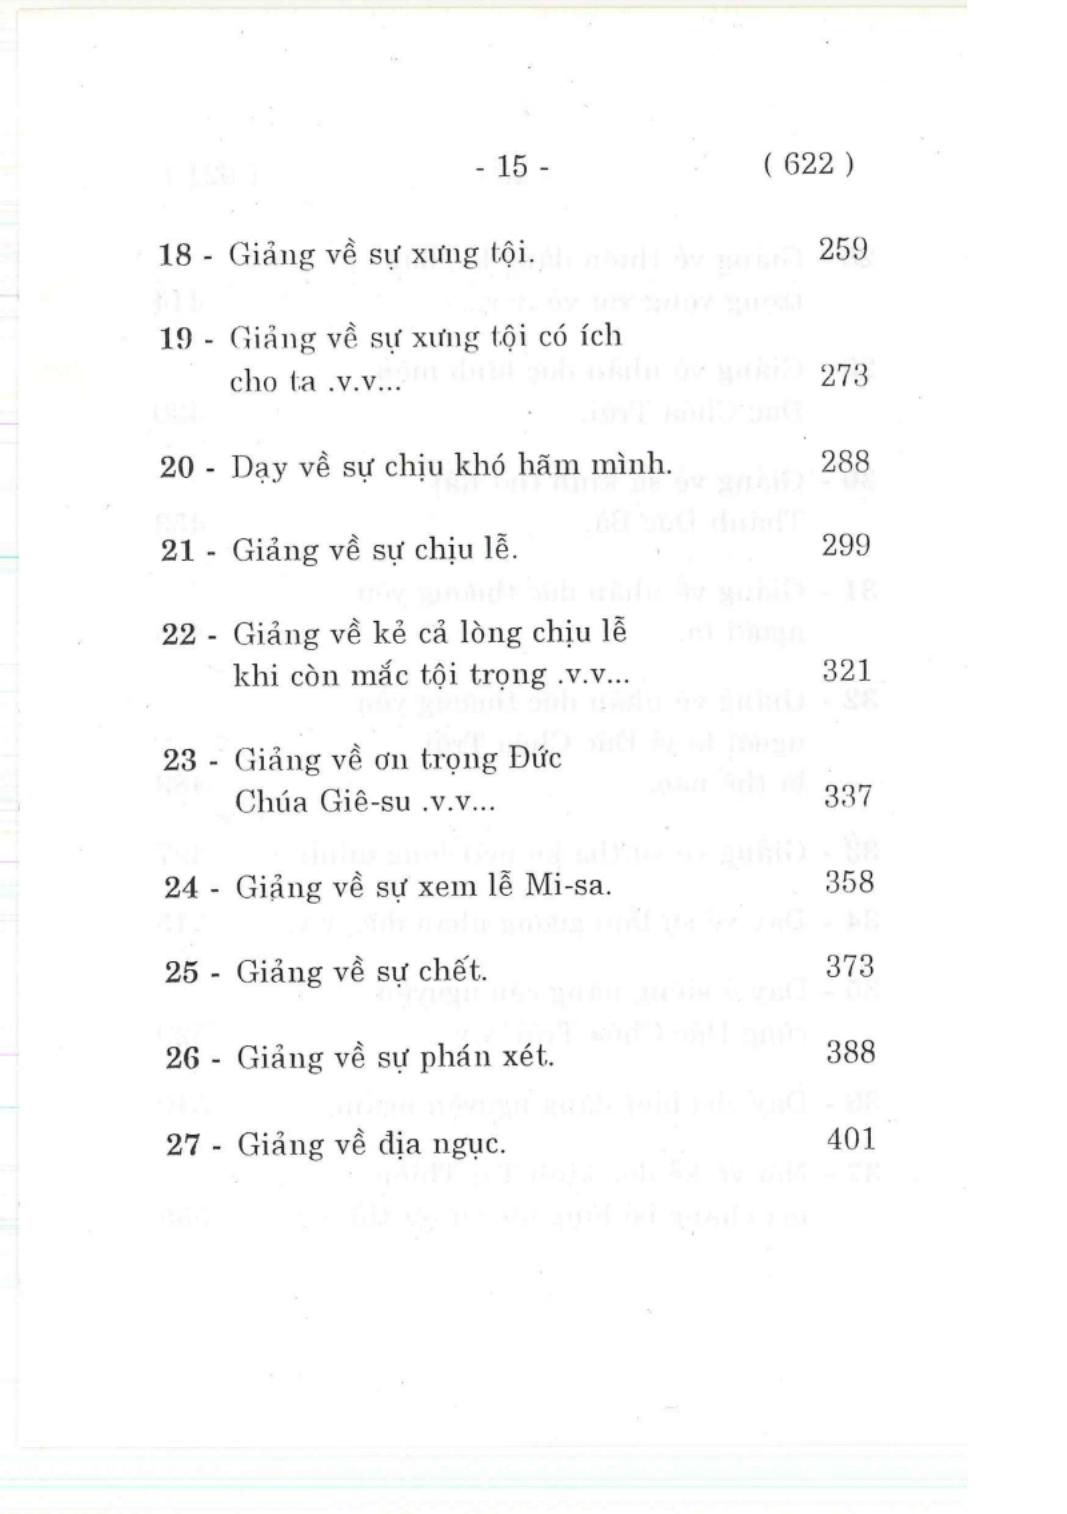 - 15 - ( 622 )
18 - Giảng về sự xưng tội. 259
19 - Giảng về sự xưng tội có ích
cho ta .v.v... 273
20 - Dạy về sự chịu khó hãm mình. 288
21 - Giảng về sự chịu lễ. 299
22 - Giảng về kẻ cả lòng chịu lễ
khi còn mắc tội trọng .v.v... 321
23 - Giảng về ơn trọng Đức
Chúa Giê-su .v.v... 337
24 - Giảng về sự xem lễ Mi-sa. 358
25 - Giảng về sự chết. 373
26 - Giảng về sự phán xét. 388
27 - Giảng về địa ngục. 401